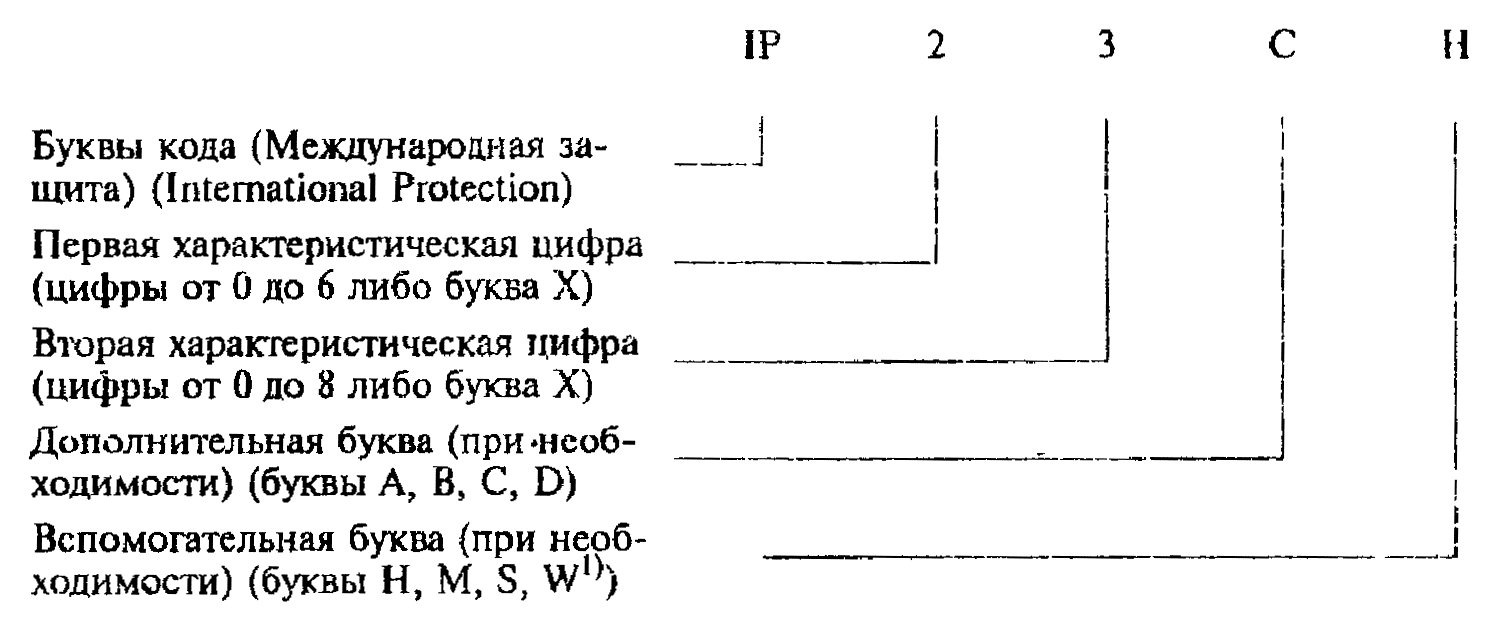 IP 2 3 C H
Буквы кода (Международная за-
щита) (International Protection)
Первая характеристическая цифра
(цифры от 0 до 6 либо буква X)
Вторая характеристическая цифра
(цифры от 0 до 8 либо буква X)
Дополнительная буква (при необ-
ходимости) (буквы A, B, C, D)
Вспомогательная буква (при необ-
ходимости) (буквы H, M, S, W¹⁾)